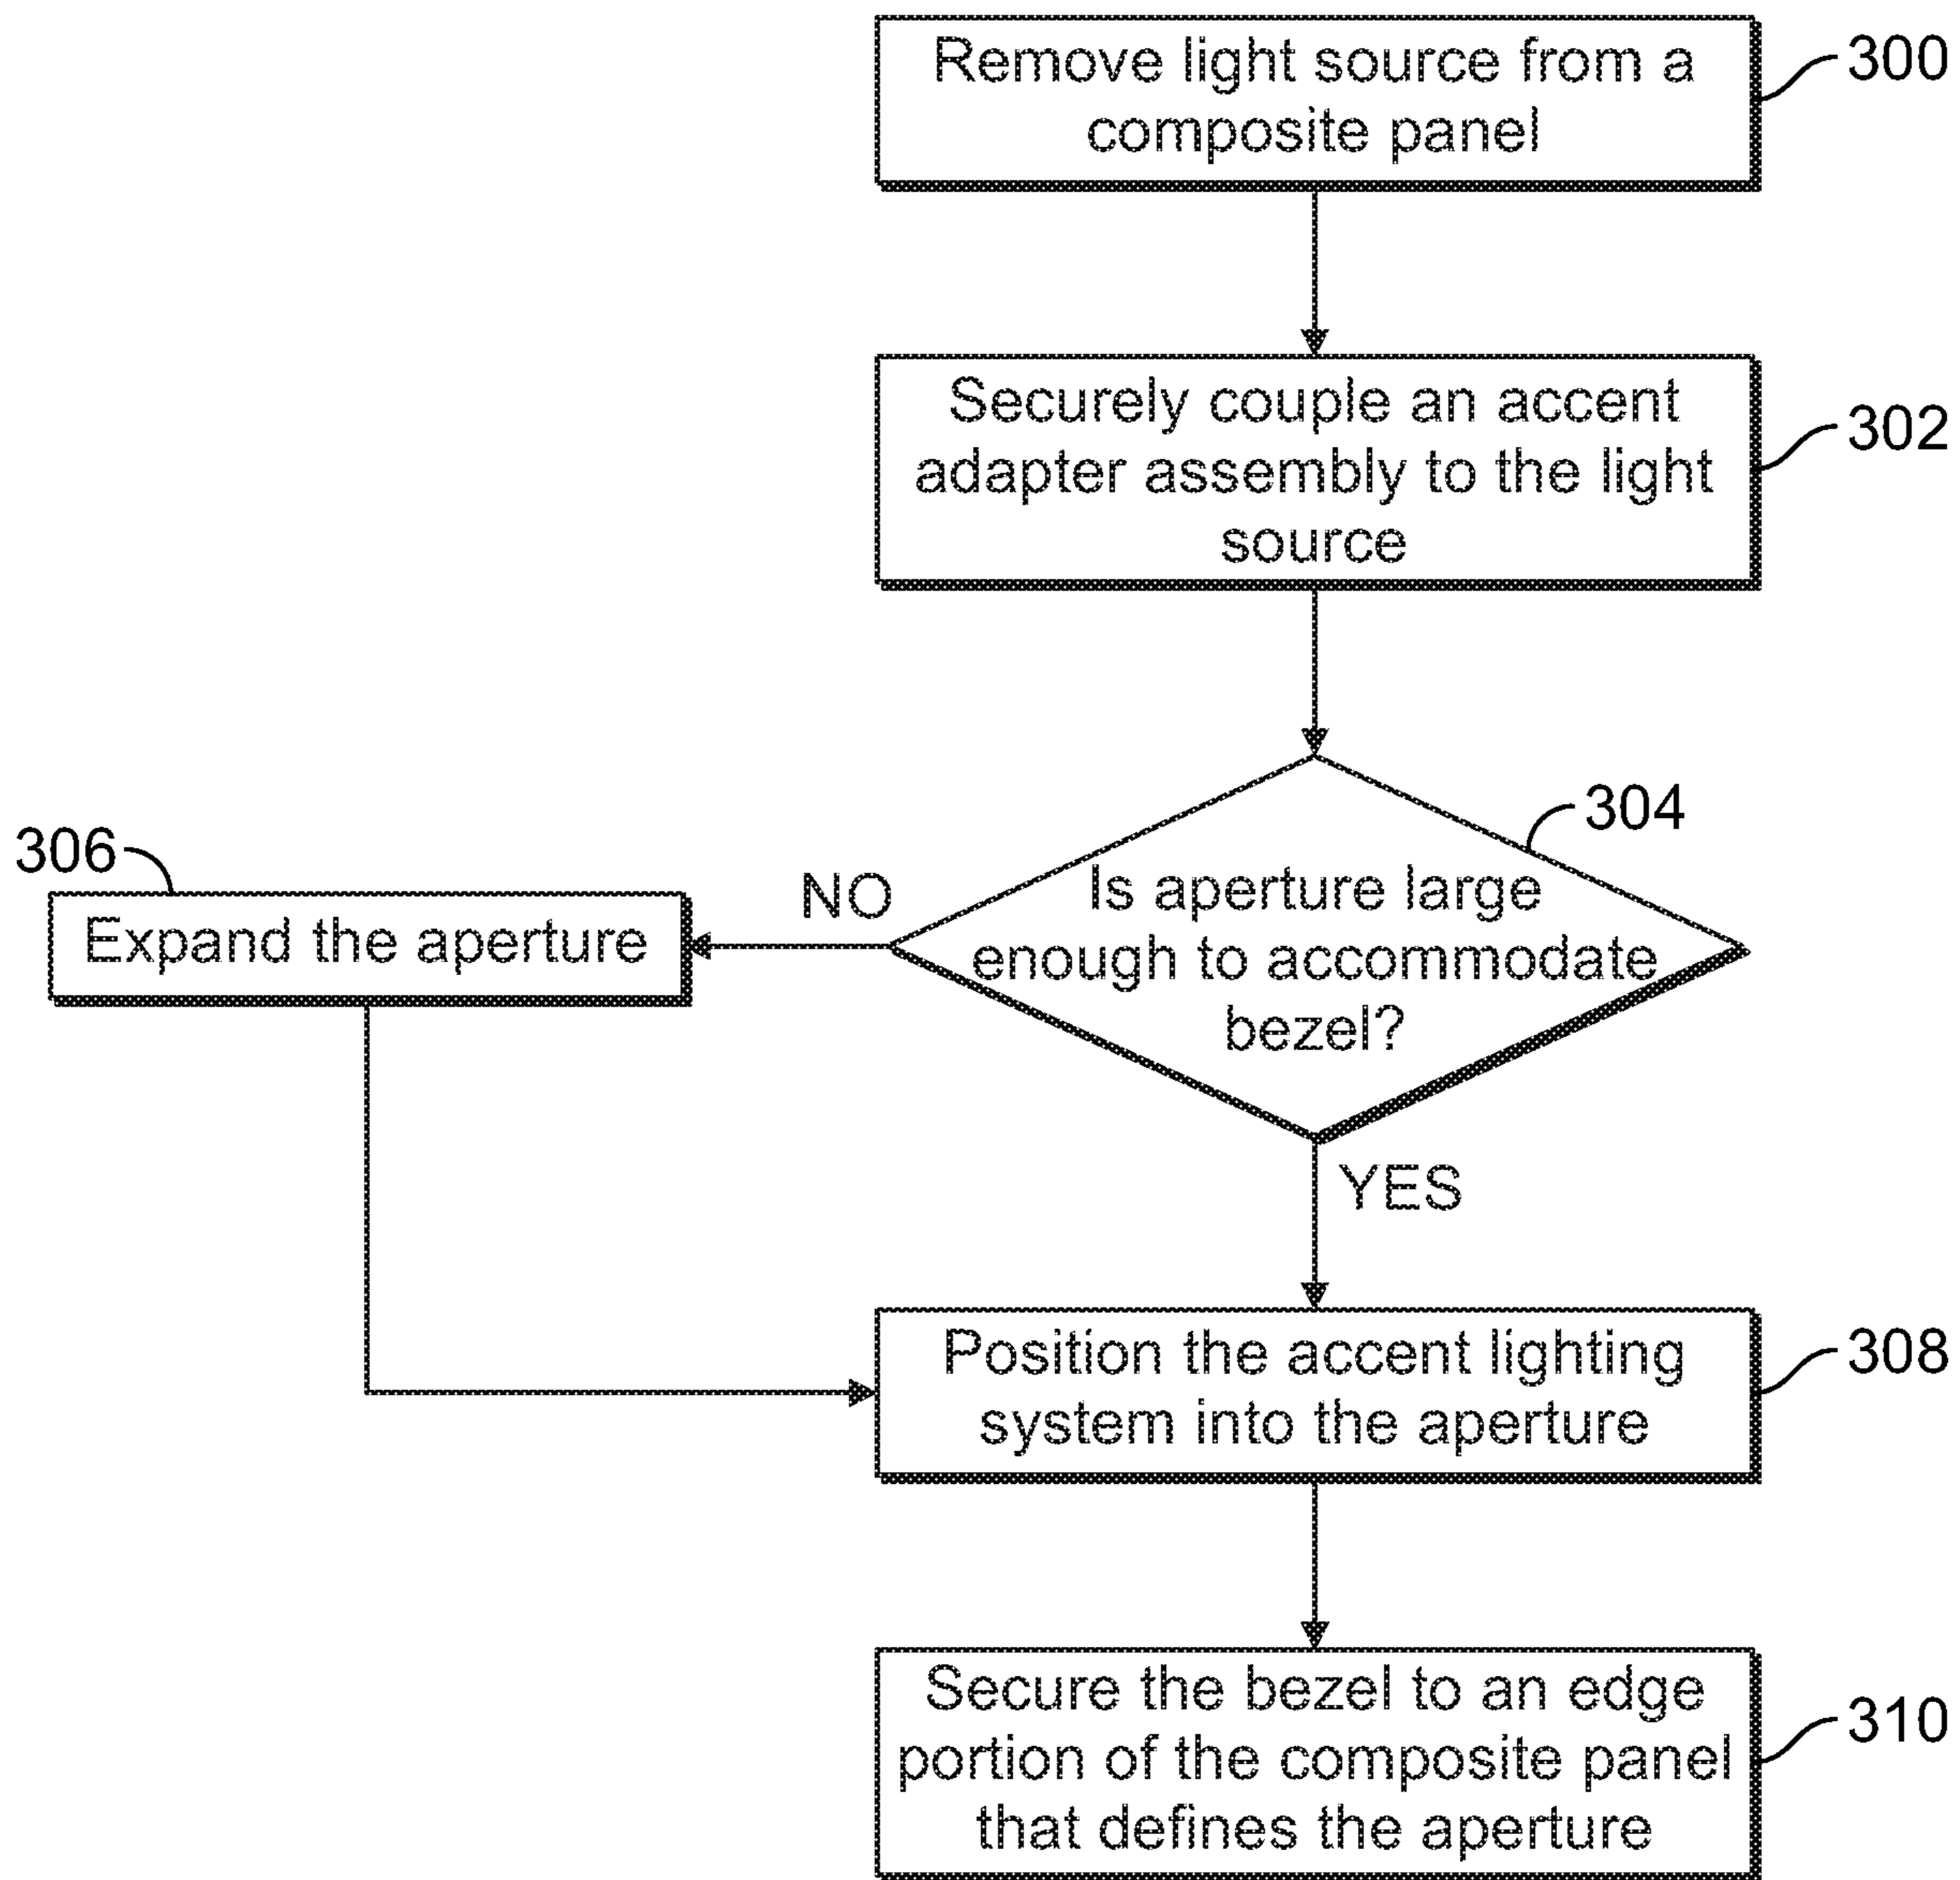 Remove light source from a
composite panel
300
Securely couple an accent
adapter assembly to the light
source
302
304
Is aperture large
enough to accommodate
bezel?
NO
306
Expand the aperture
YES
Position the accent lighting
system into the aperture
308
Secure the bezel to an edge
portion of the composite panel
that defines the aperture
310